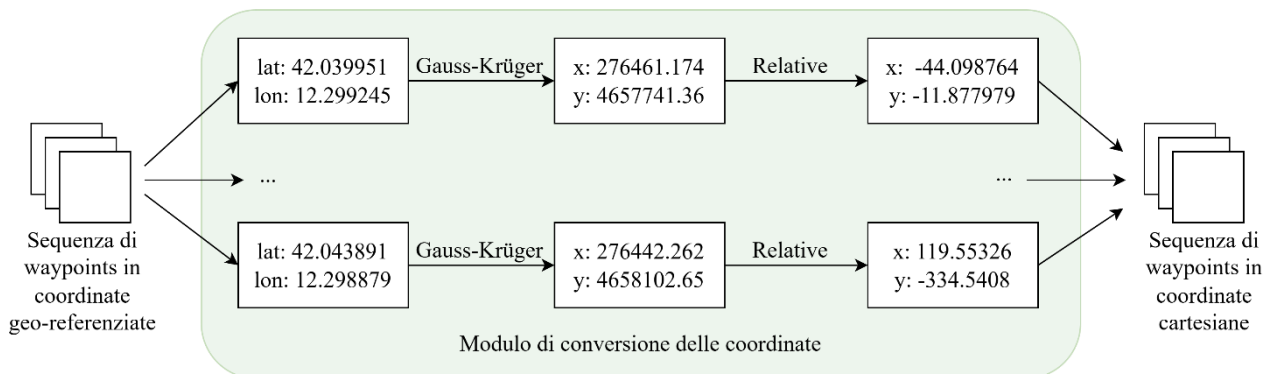 lat: 42.039951
lon: 12.299245
Gauss-Krüger
x: 276461.174
y: 4657741.36
Relative
x: -44.098764
y: -11.877979
...
...
lat: 42.043891
lon: 12.298879
Gauss-Krüger
x: 276442.262
y: 4658102.65
Relative
x: 119.55326
y: -334.5408
Sequenza di
waypoints in
coordinate
geo-referenziate
Sequenza di
waypoints in
coordinate
cartesiane
Modulo di conversione delle coordinate